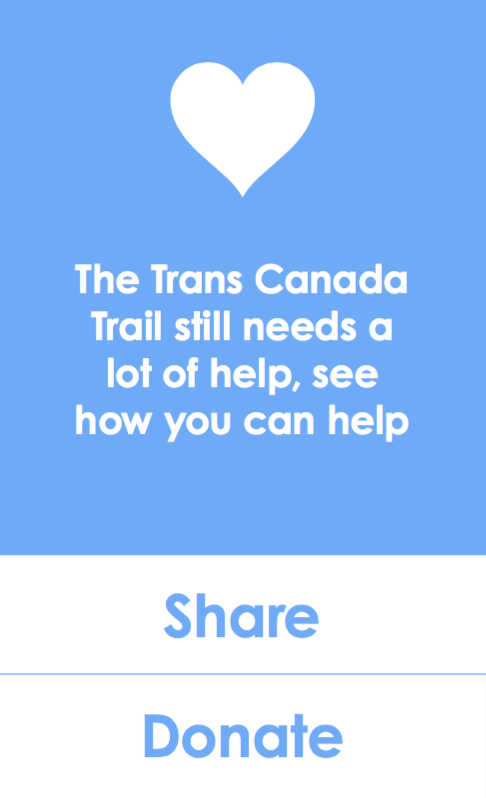 The Trans Canada
Trail still needs a
lot of help, see
how you can help
Share
Donate